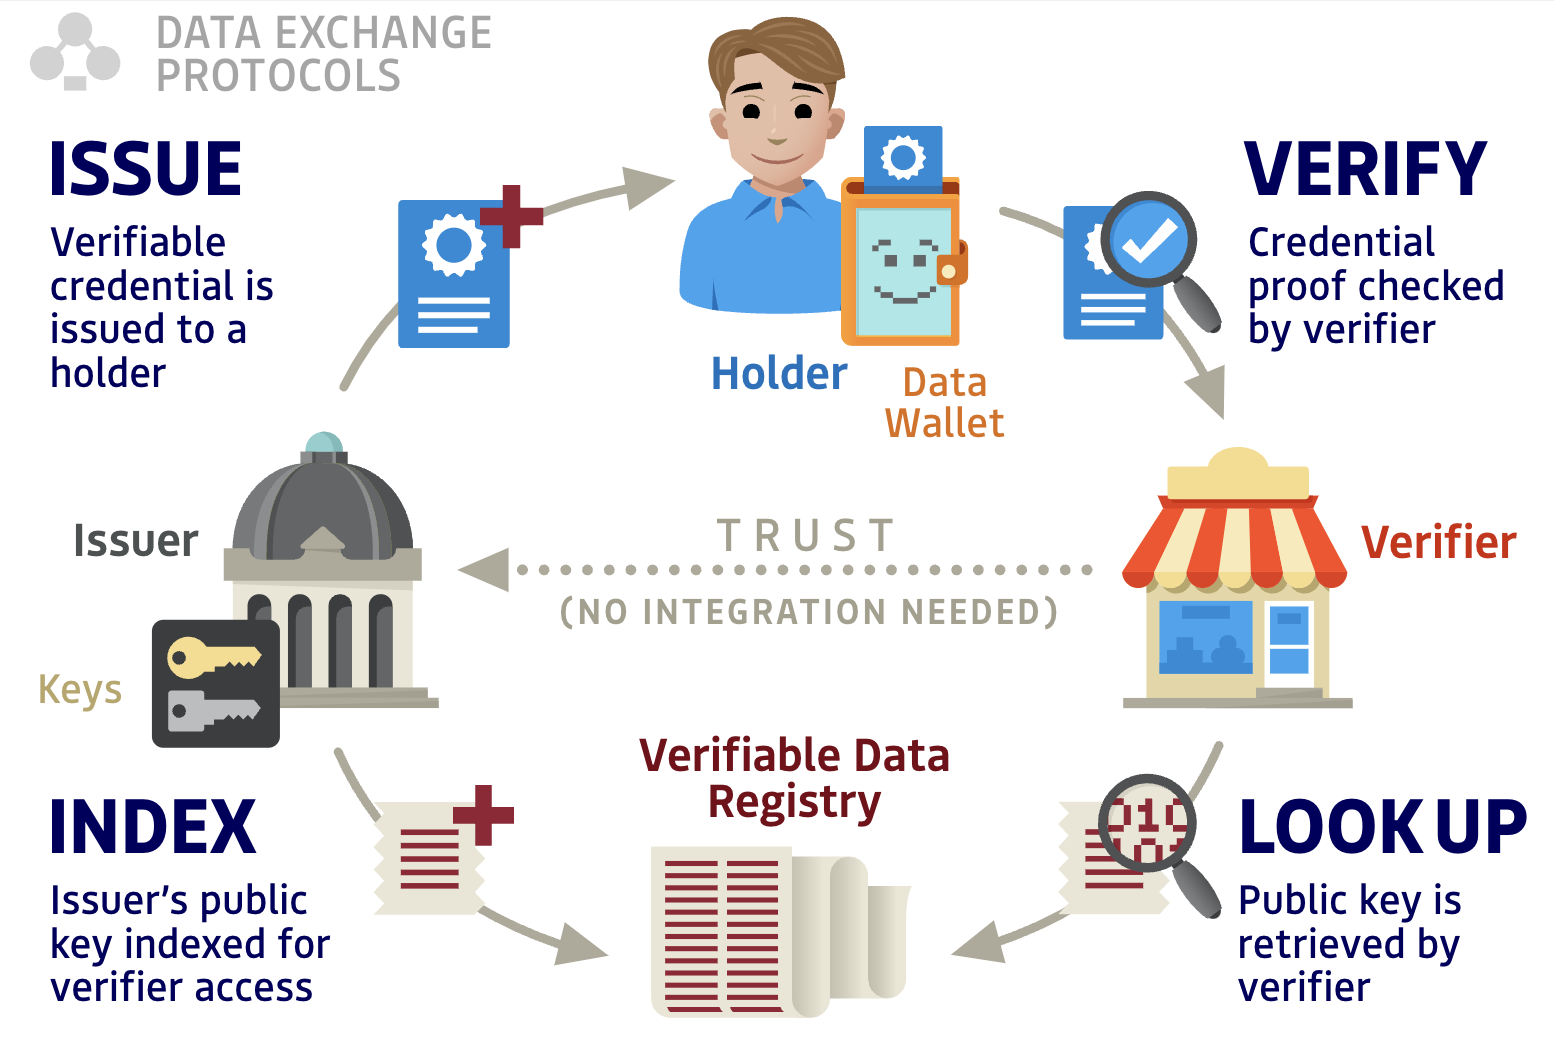 DATA EXCHANGE
PROTOCOLS
ISSUE
Verifiable
credential is
issued to a
holder
VERIFY
Credential
proof checked
by verifier
Holder
Data
Wallet
Issuer
TRUST
(NO INTEGRATION NEEDED)
Verifier
Keys
Verifiable Data
Registry
INDEX
Issuer’s public
key indexed for
verifier access
LOOK UP
Public key is
retrieved by
verifier